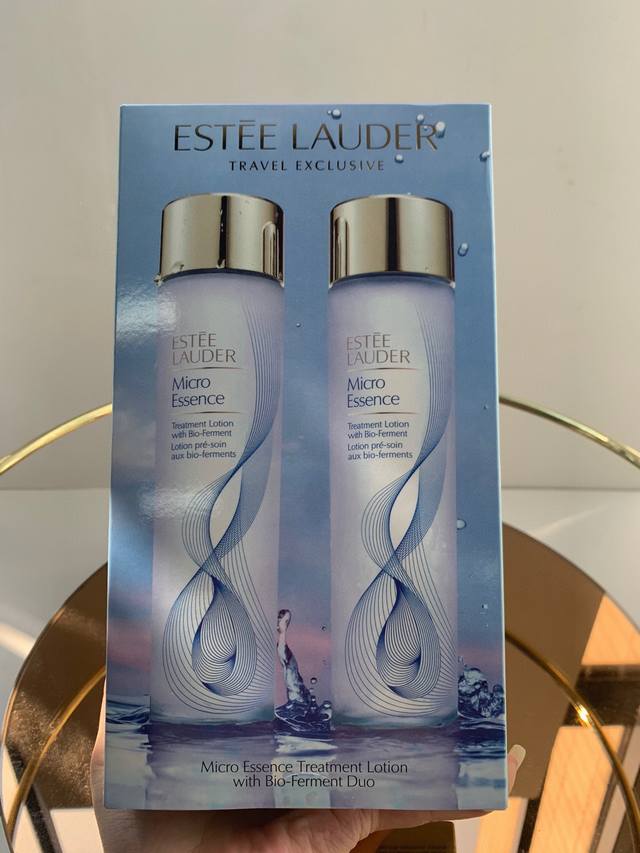 ESTĒE LAUDER
TRAVEL EXCLUSIVE
ESTĒE
LAUDER
Micro
Essence
Treatment Lotion
with Bio-Ferment
Lotion pré-soin
aux bio-ferments
ESTĒE
LAUDER
Micro
Essence
Treatment Lotion
with Bio-Ferment
Lotion pré-soin
aux bio-ferments
Micro Essence Treatment Lotion
with Bio-Ferment Duo